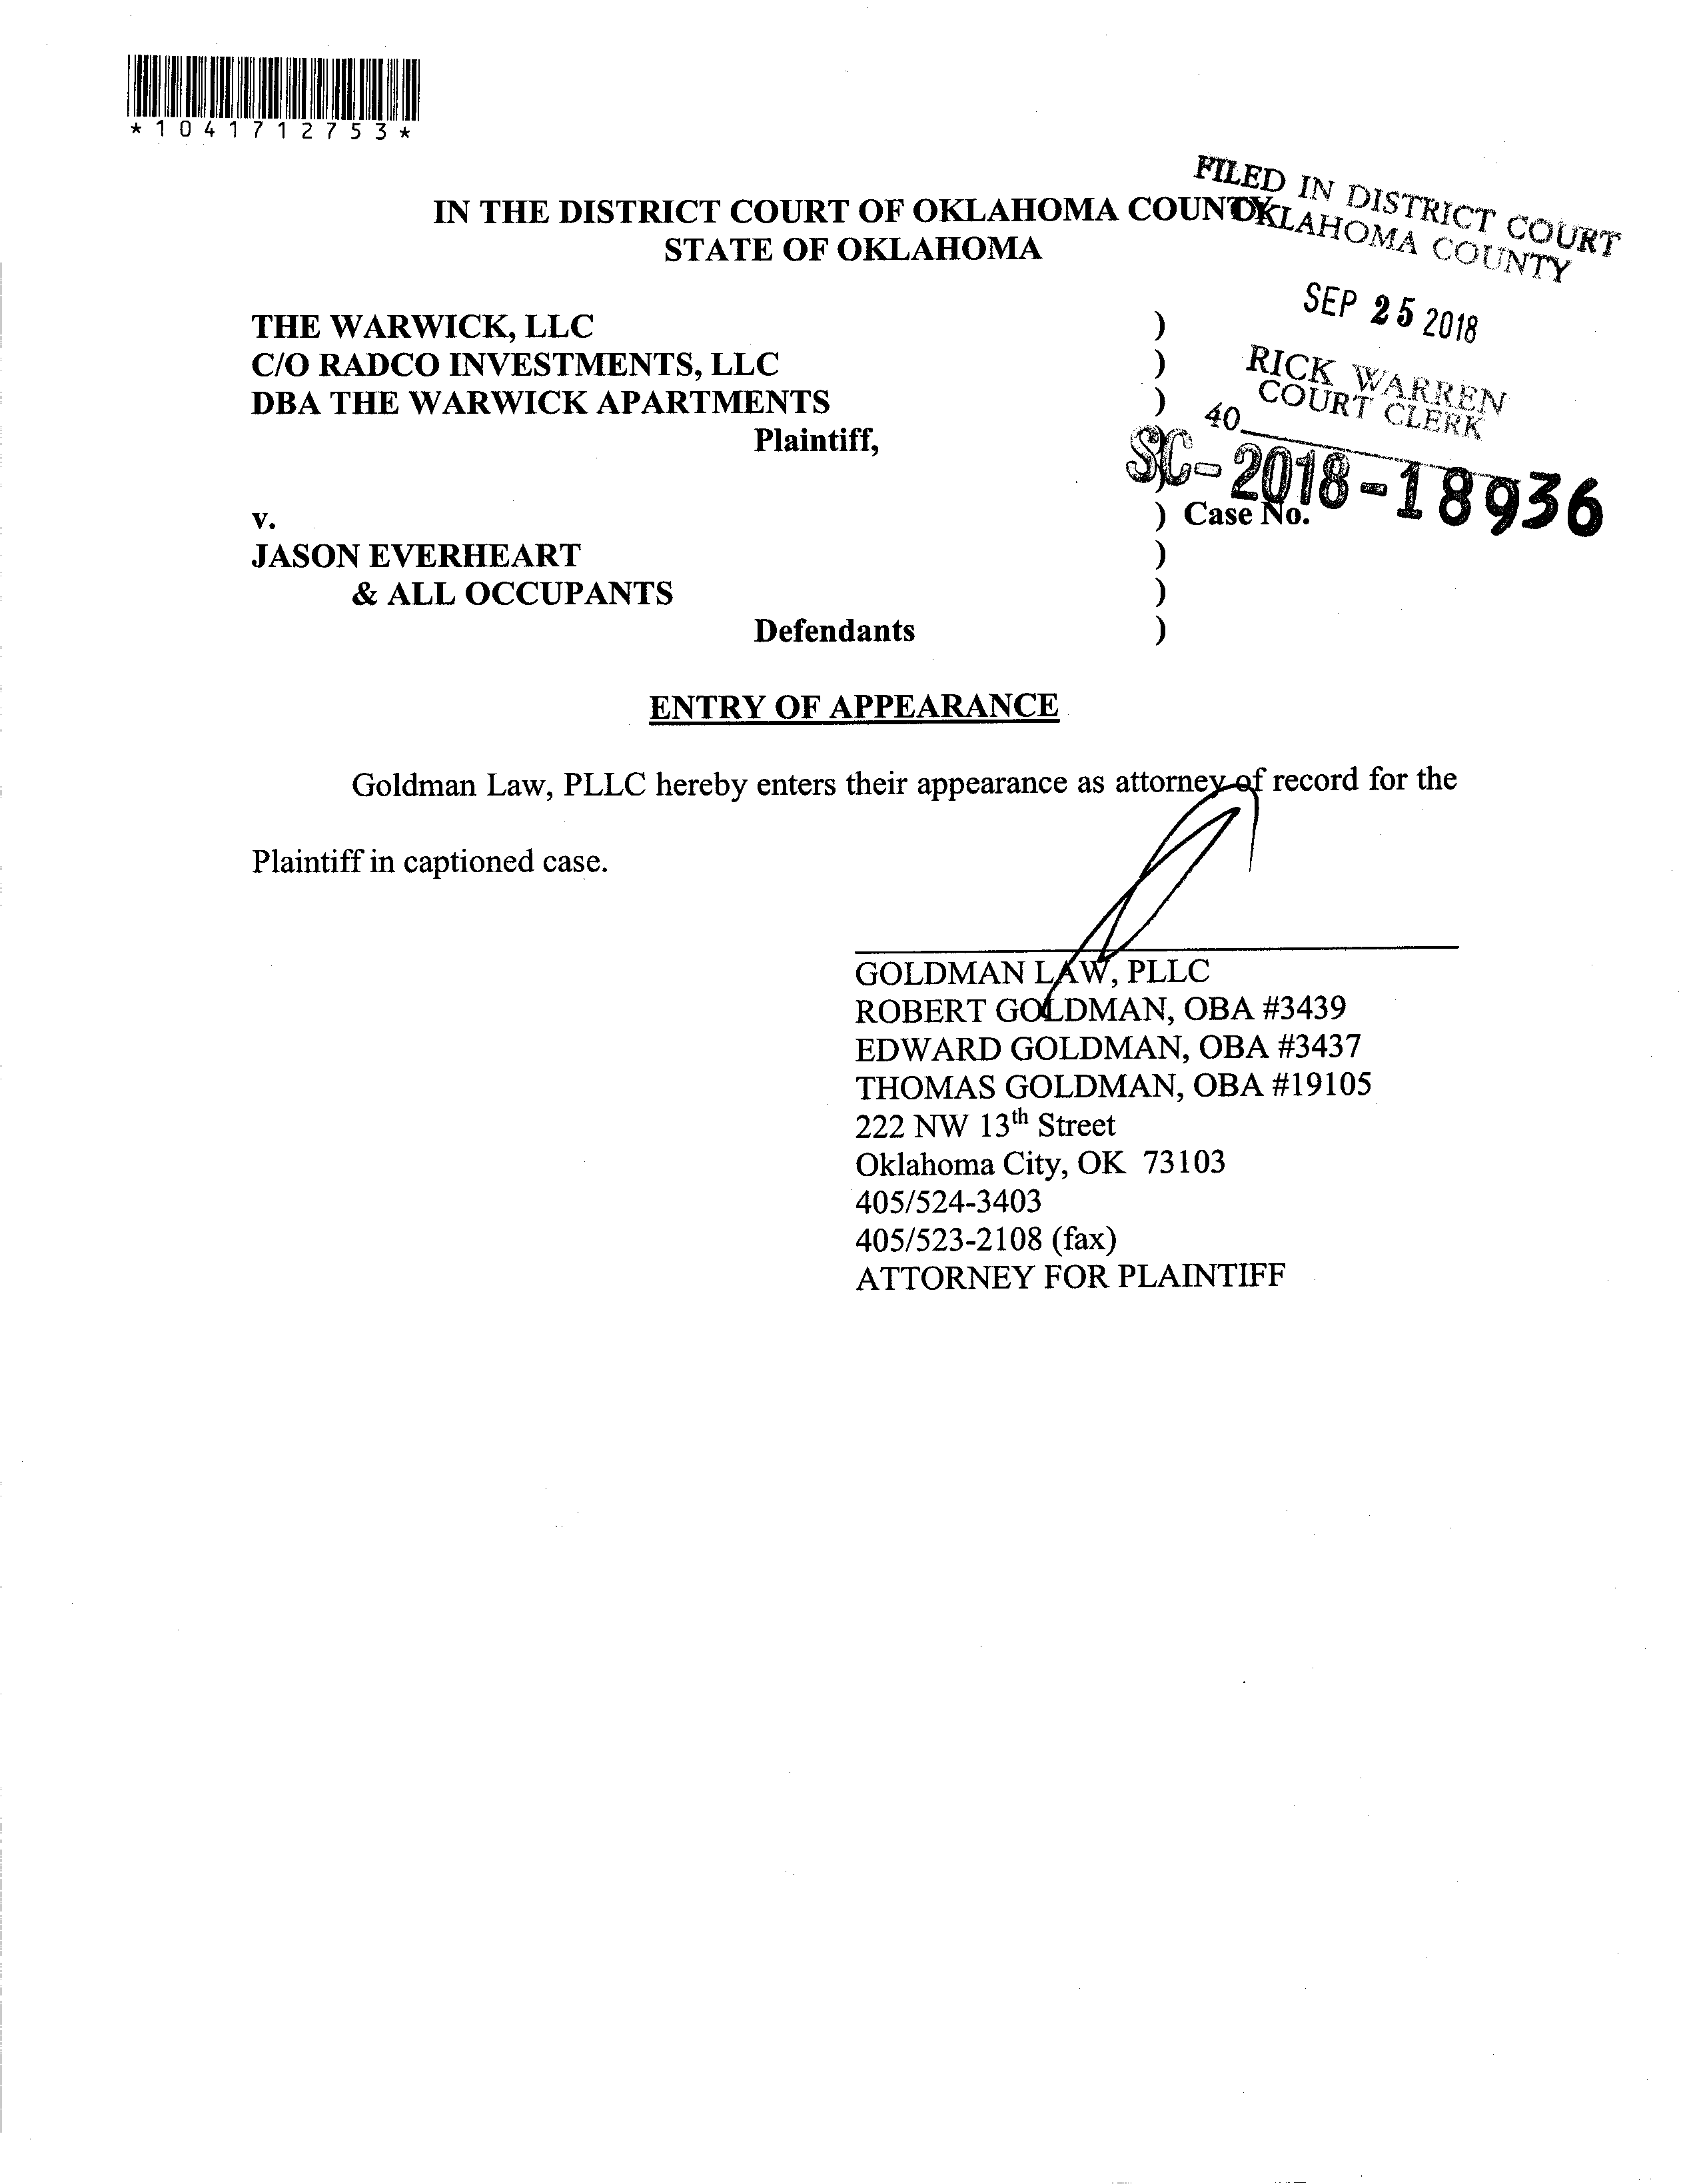 *1041712753*
FILED IN DISTRICT COURT
OKLAHOMA COUNTY
IN THE DISTRICT COURT OF OKLAHOMA COUNTY
STATE OF OKLAHOMA
SEP 25 2018
RICK WARREN
COURT CLERK
40
THE WARWICK, LLC )
C/O RADCO INVESTMENTS, LLC )
DBA THE WARWICK APARTMENTS )
Plaintiff, )
SC-2018-18936
v. ) Case No.
JASON EVERHEART )
& ALL OCCUPANTS )
Defendants )
ENTRY OF APPEARANCE
Goldman Law, PLLC hereby enters their appearance as attorney of record for the
Plaintiff in captioned case.
GOLDMAN LAW, PLLC
ROBERT GOLDMAN, OBA #3439
EDWARD GOLDMAN, OBA #3437
THOMAS GOLDMAN, OBA #19105
222 NW 13th Street
Oklahoma City, OK 73103
405/524-3403
405/523-2108 (fax)
ATTORNEY FOR PLAINTIFF